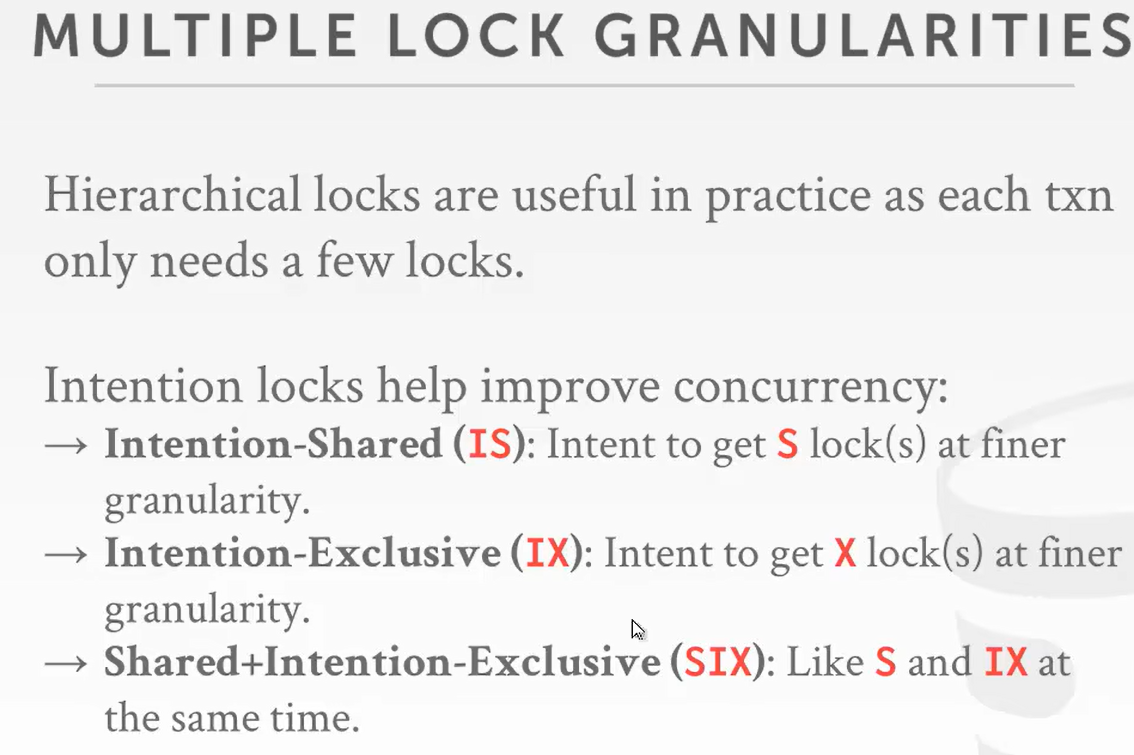 MULTIPLE LOCK GRANULARITIES
Hierarchical locks are useful in practice as each txn
only needs a few locks.
Intention locks help improve concurrency:
→ Intention-Shared (IS): Intent to get S lock(s) at finer
granularity.
→ Intention-Exclusive (IX): Intent to get X lock(s) at finer
granularity.
→ Shared+Intention-Exclusive (SIX): Like S and IX at
the same time.